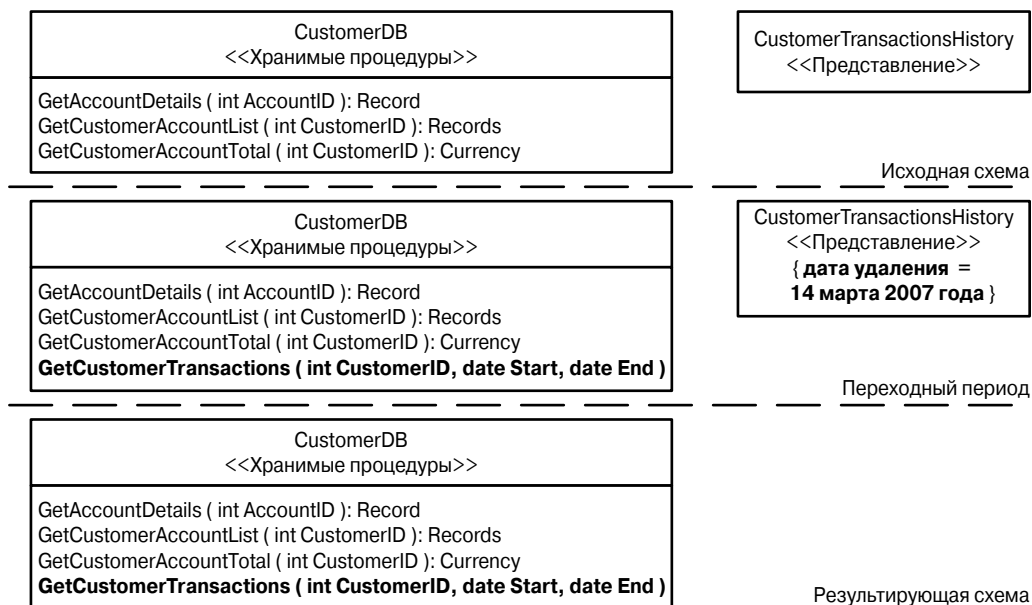 CustomerDB
<<Хранимые процедуры>>
GetAccountDetails ( int AccountID ): Record
GetCustomerAccountList ( int CustomerID ): Records
GetCustomerAccountTotal ( int CustomerID ): Currency
CustomerTransactionsHistory
<<Представление>>
Исходная схема
CustomerDB
<<Хранимые процедуры>>
GetAccountDetails ( int AccountID ): Record
GetCustomerAccountList ( int CustomerID ): Records
GetCustomerAccountTotal ( int CustomerID ): Currency
GetCustomerTransactions ( int CustomerID, date Start, date End )
CustomerTransactionsHistory
<<Представление>>
{ дата удаления =
14 марта 2007 года }
Переходный период
CustomerDB
<<Хранимые процедуры>>
GetAccountDetails ( int AccountID ): Record
GetCustomerAccountList ( int CustomerID ): Records
GetCustomerAccountTotal ( int CustomerID ): Currency
GetCustomerTransactions ( int CustomerID, date Start, date End )
Результирующая схема